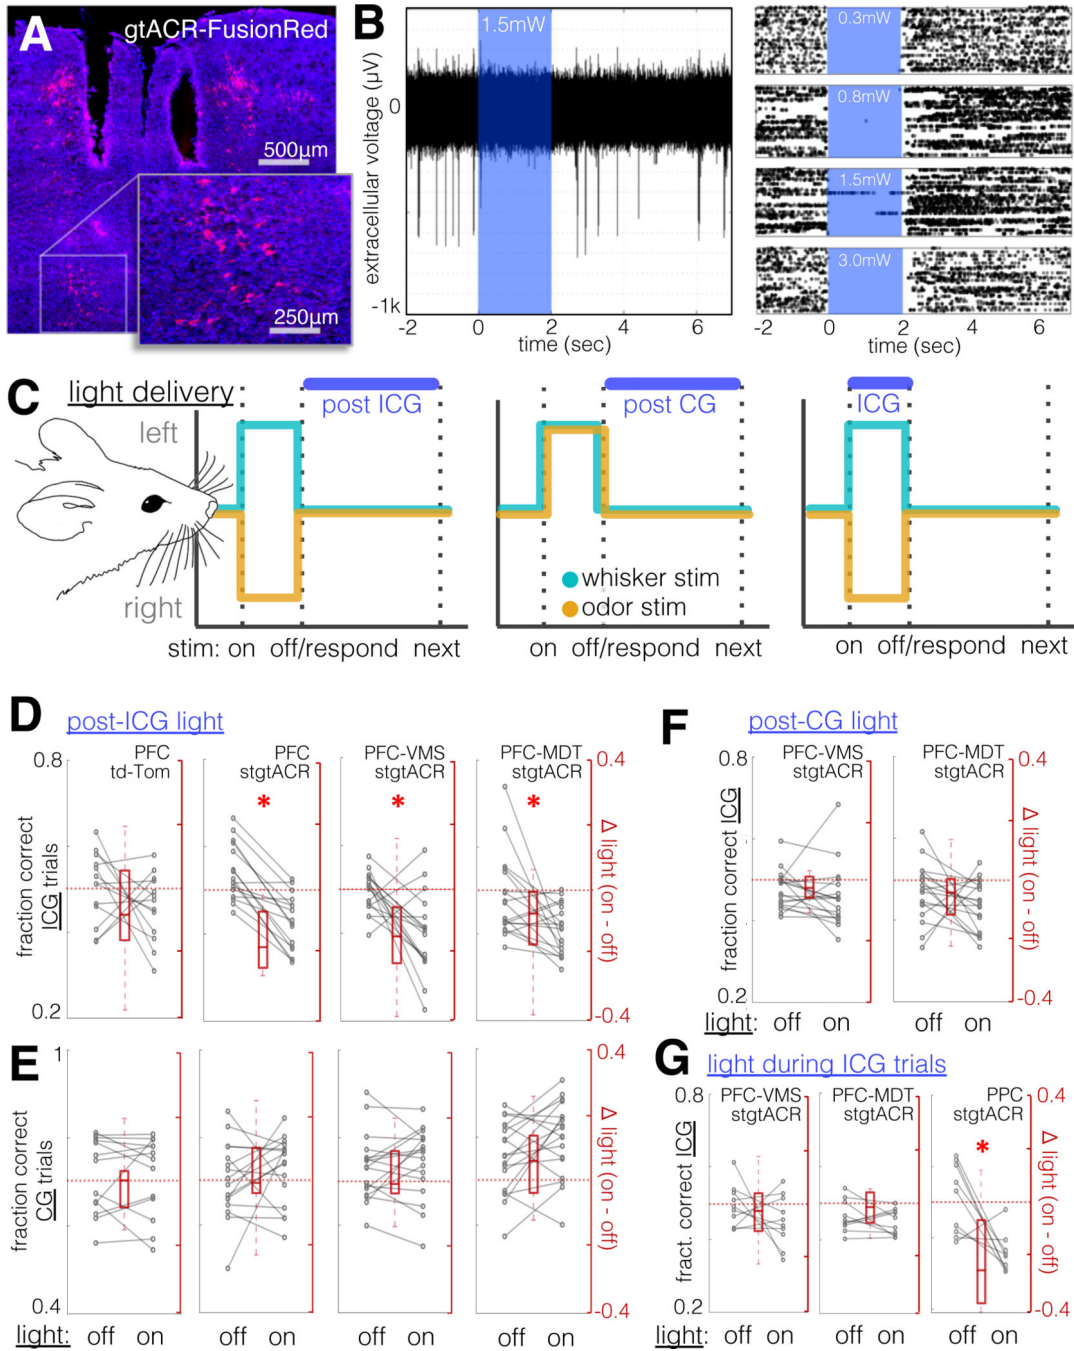 A
gtACR-FusionRed
500µm
250µm
B
1.5mW
extracellular voltage (µV)
0
-1k
-2 0 2 4 6
time (sec)
0.3mW
0.8mW
1.5mW
3.0mW
-2 0 2 4 6
time (sec)
C
light delivery
left
right
post ICG
post CG
ICG
whisker stim
odor stim
stim: on off/respond next
on off/respond next
on off/respond next
D
post-ICG light
PFC
td-Tom
PFC
stgtACR
PFC-VMS
stgtACR
PFC-MDT
stgtACR
*
*
*
0.8
0.2
fraction correct
ICG trials
0.4
-0.4
Δ light (on - off)
E
1
0.4
fraction correct
CG trials
0.4
-0.4
Δ light (on - off)
light: off on
off on
off on
off on
F
post-CG light
PFC-VMS
stgtACR
PFC-MDT
stgtACR
0.8
0.2
fraction correct ICG
0.4
-0.4
Δ light (on - off)
light: off on
off on
G
light during ICG trials
PFC-VMS
stgtACR
PFC-MDT
stgtACR
PPC
stgtACR
*
0.8
0.2
fract. correct ICG
0.4
-0.4
Δ light (on - off)
light: off on
off on
off on